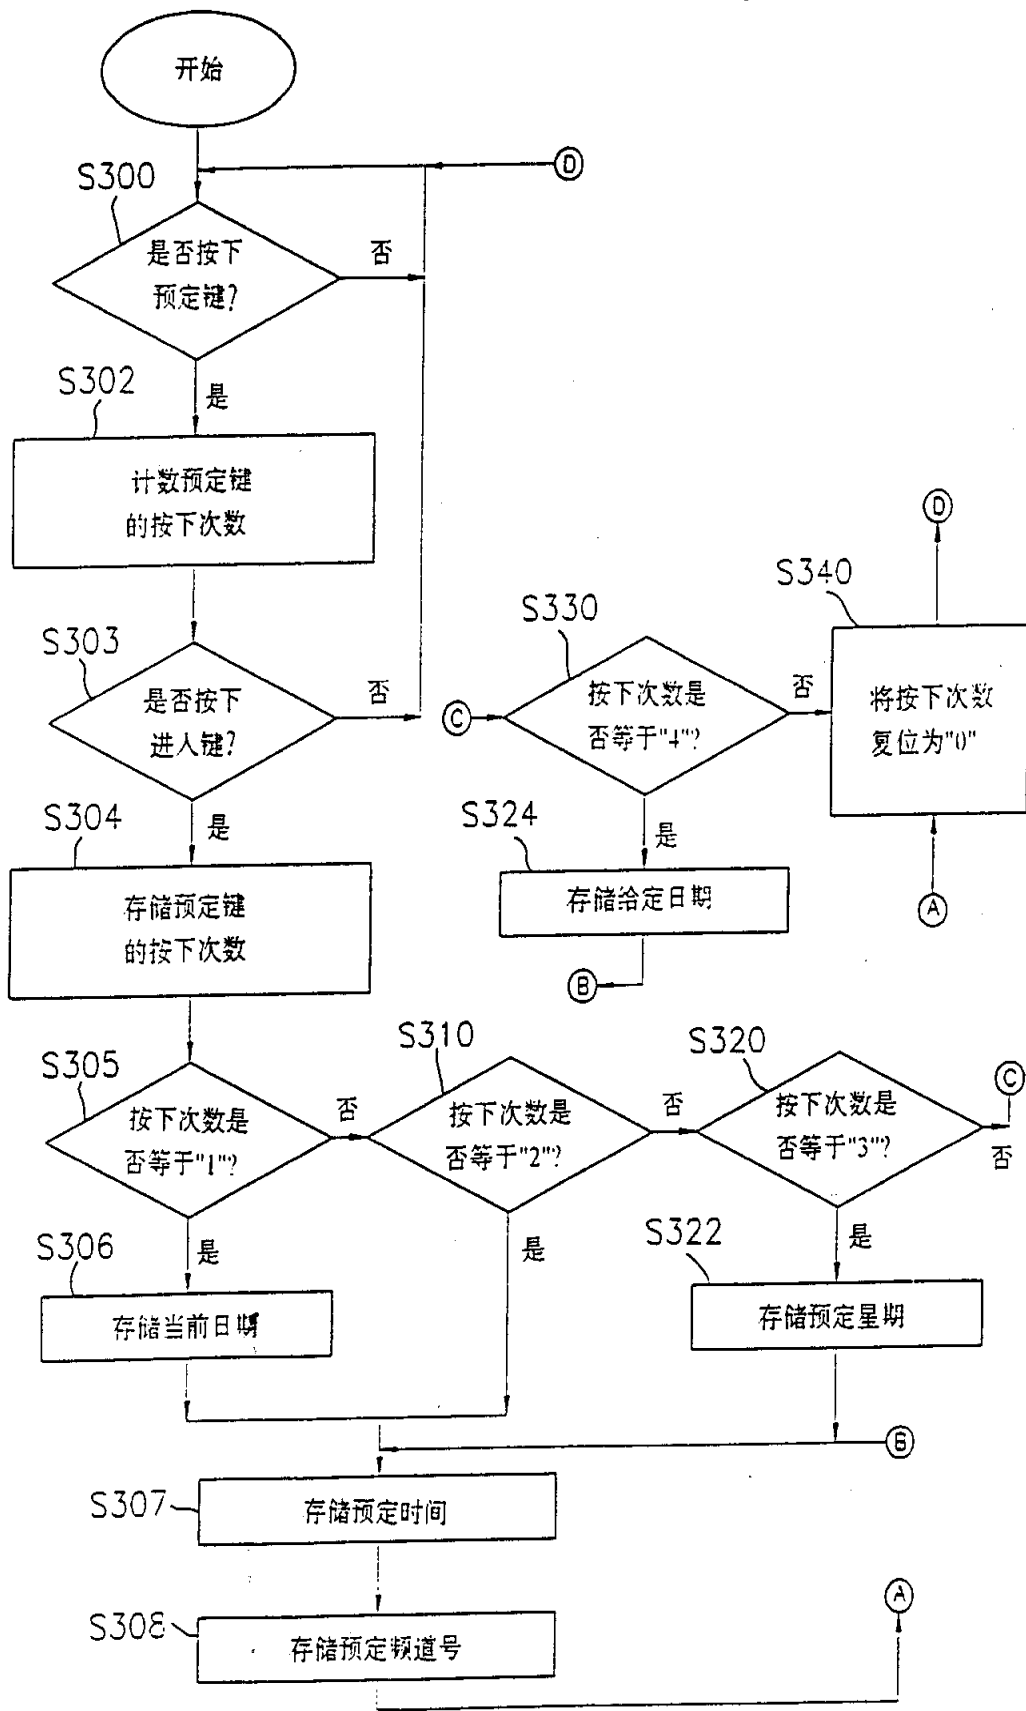 开始
D
S300
是否按下
预定键?
否
S302
是
计数预定键
的按下次数
D
S340
S330
S303
是否按下
进入键?
否
C
按下次数是
否等于"4"?
否
将按下次数
复位为"0"
S304
是
S324
是
存储预定键
的按下次数
存储给定日期
A
B
S305
S310
S320
C
按下次数是
否等于"1"?
否
按下次数是
否等于"2"?
否
按下次数是
否等于"3"?
否
S306
是
是
S322
是
存储当前日期
存储预定星期
B
S307
存储预定时间
A
S308
存储预定频道号